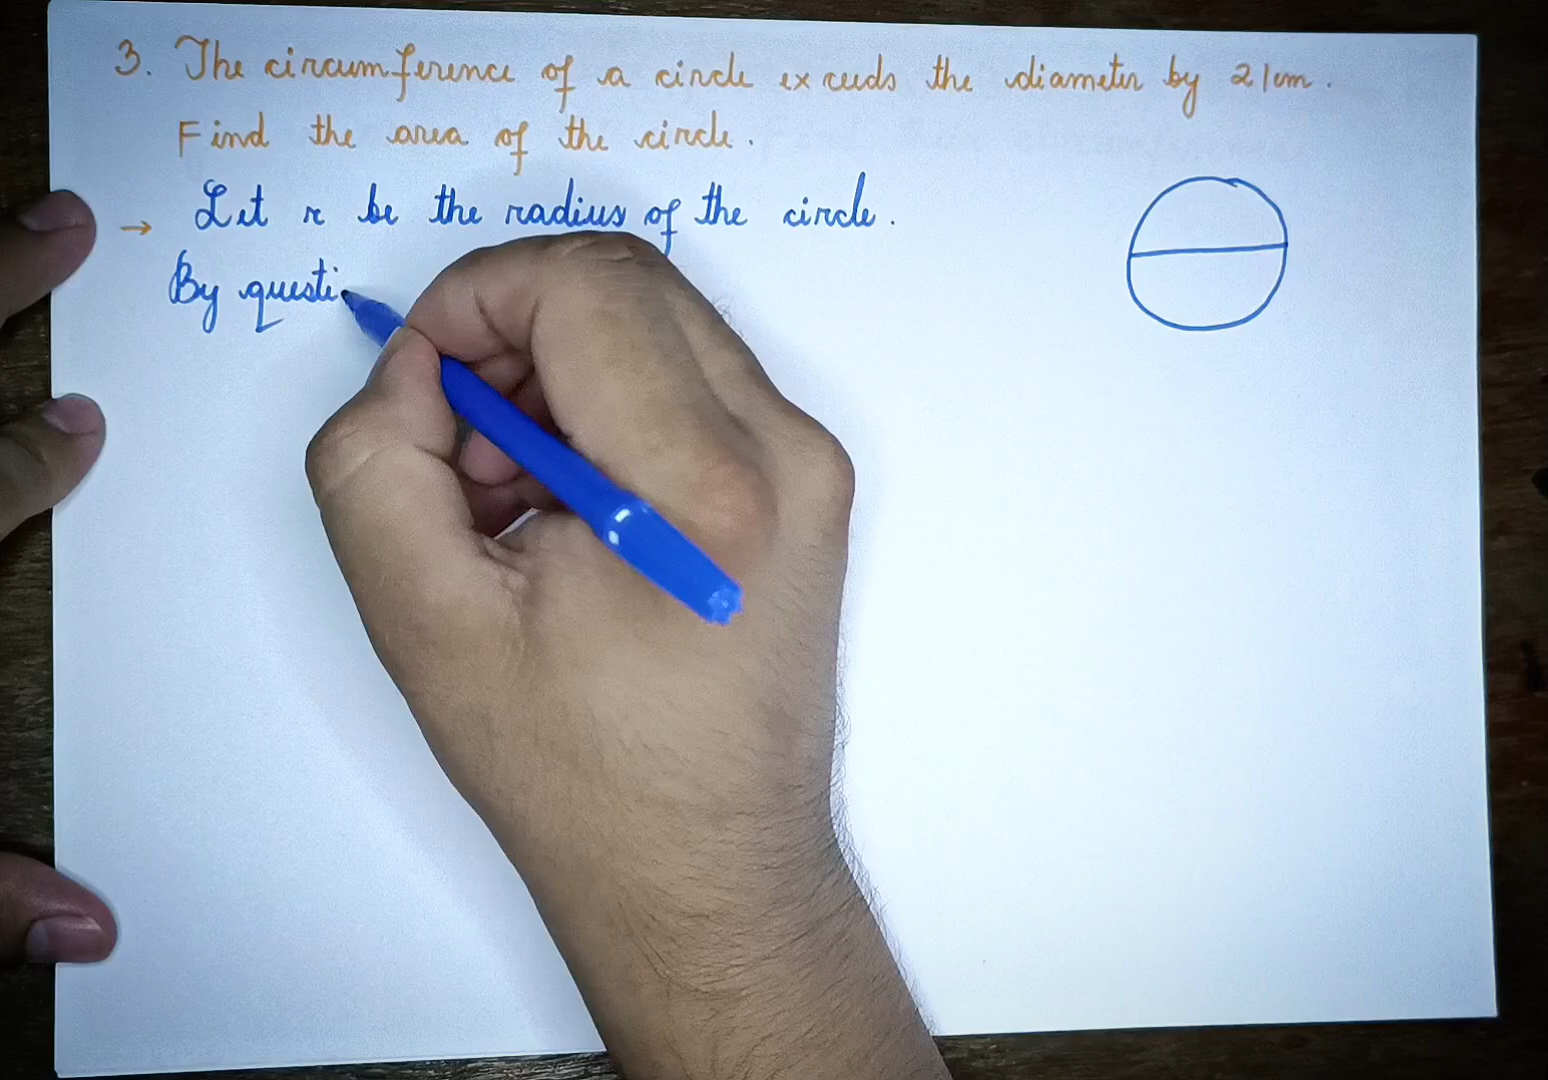 3. The circumference of a circle exceeds the diameter by 21cm.
Find the area of the circle.
→ Let r be the radius of the circle.
By questi